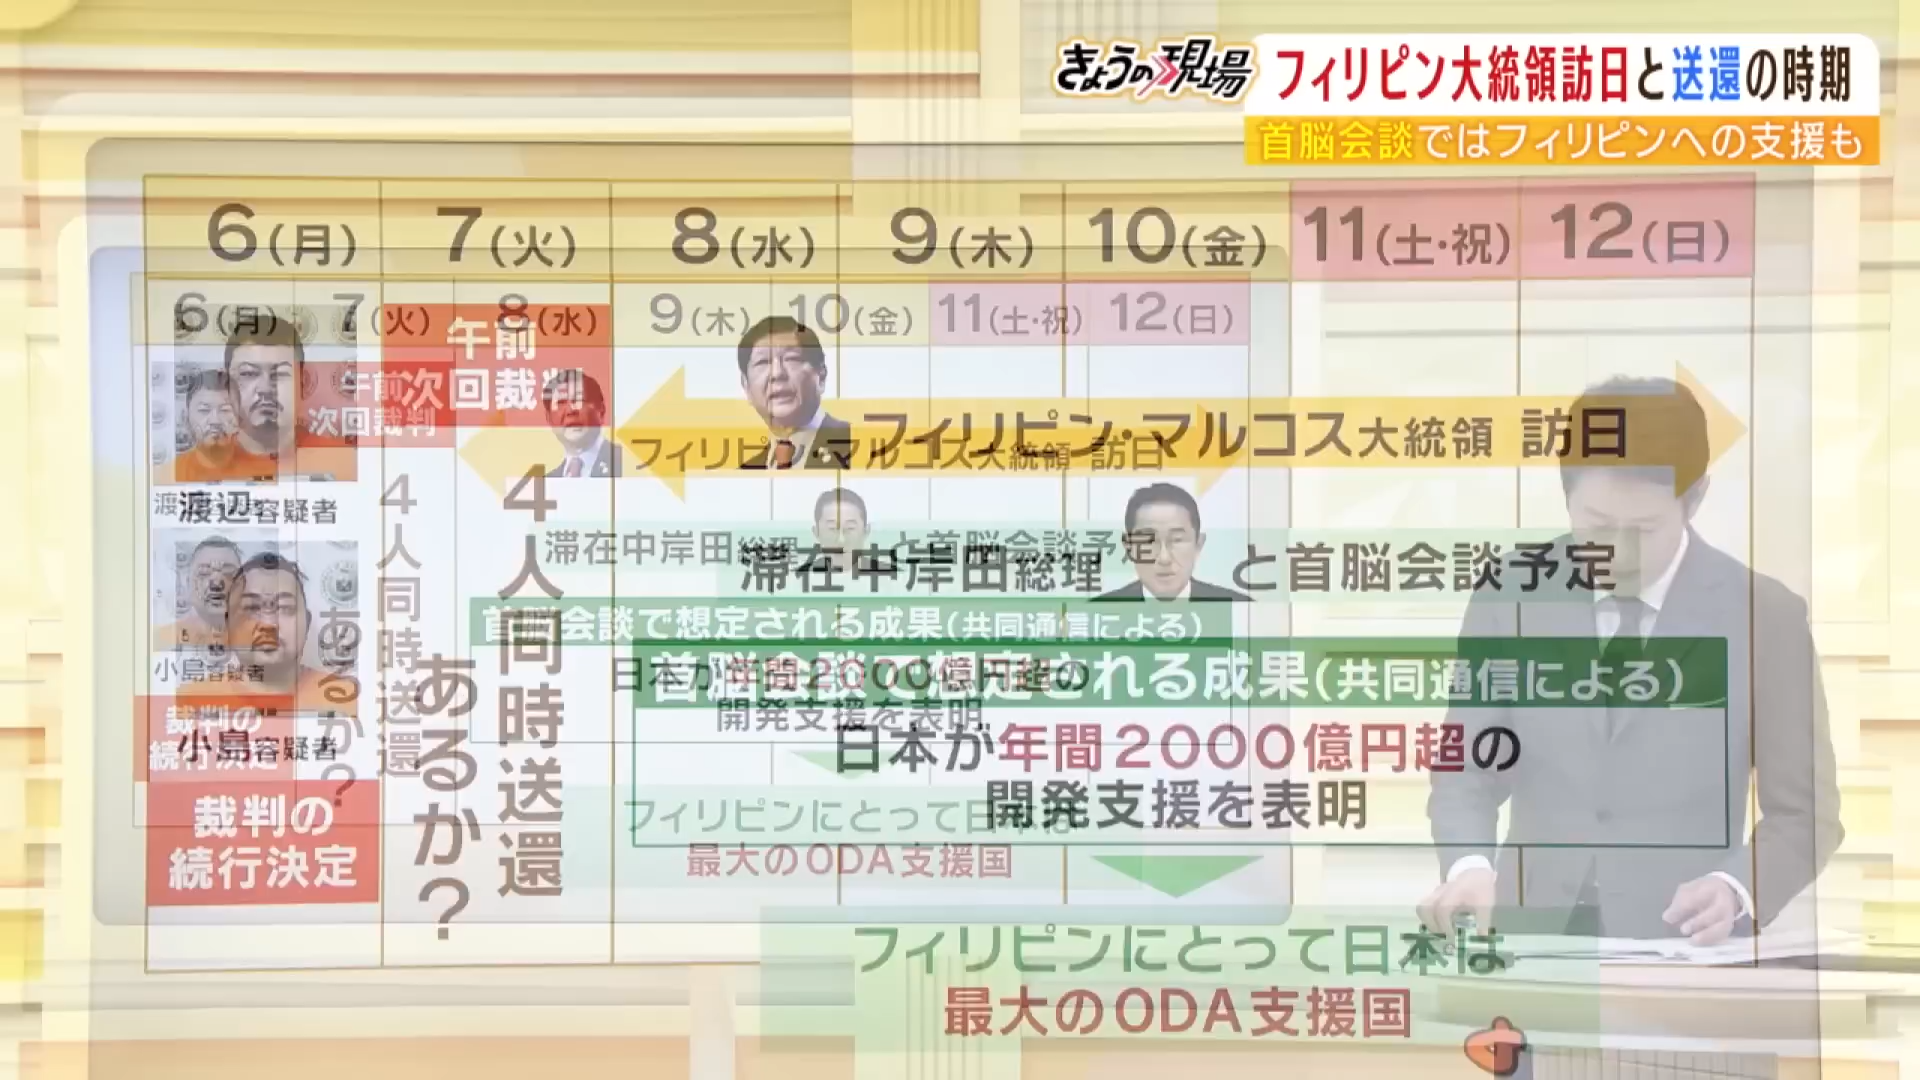 きょうの現場
フィリピン大統領訪日と送還の時期
首脳会談ではフィリピンへの支援も
6(月) 7(火) 8(水) 9(木) 10(金) 11(土・祝) 12(日)
6(月) 7(火) 8(水) 9(木) 10(金) 11(土・祝) 12(日)
午前
次回裁判
午前
次回裁判
フィリピン・マルコス大統領 訪日
フィリピン・マルコス大統領 訪日
渡辺容疑者
4人同時送還
あるか?
4人同時送還
あるか?
滞在中岸田総理 と首脳会談予定
滞在中岸田総理 と首脳会談予定
首脳会談で想定される成果(共同通信による)
首脳会談で想定される成果(共同通信による)
小島容疑者
日本が年間2000億円超の
開発支援を表明
裁判の
続行決定
小島容疑者
日本が年間2000億円超の
開発支援を表明
裁判の
続行決定
フィリピンにとって日本は
最大のODA支援国
フィリピンにとって日本は
最大のODA支援国